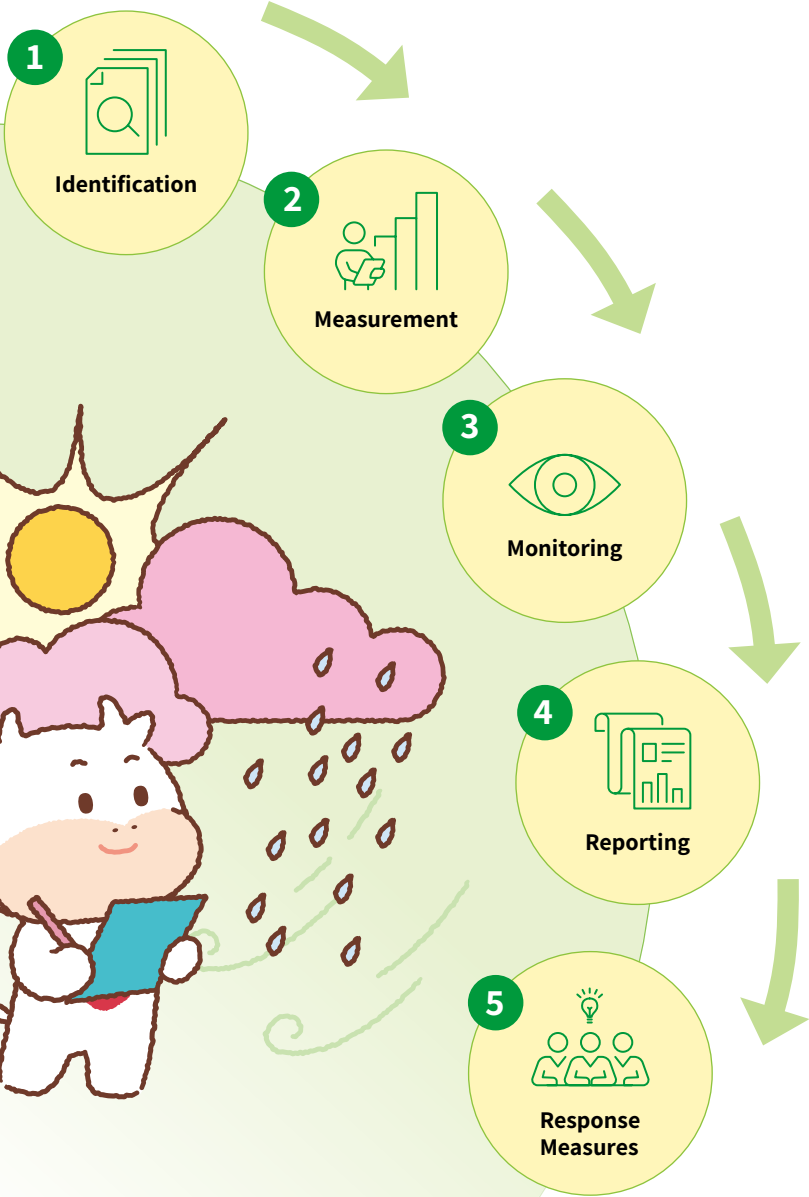 1
Identification
2
Measurement
3
Monitoring
4
Reporting
5
Response
Measures